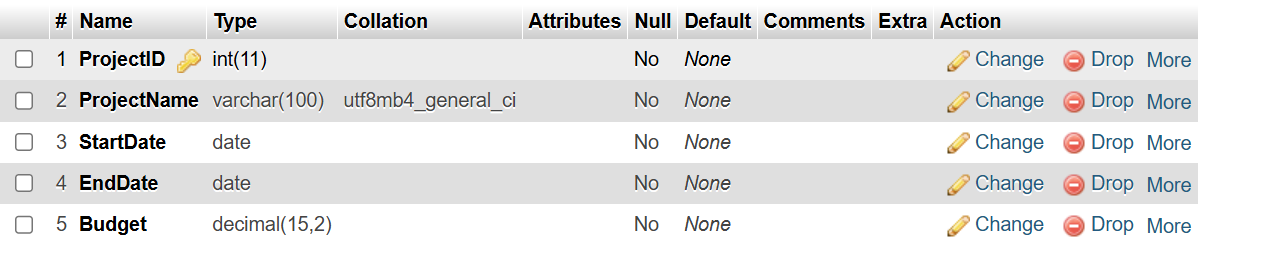 # Name Type Collation Attributes Null Default Comments Extra Action
1 ProjectID int(11) No None Change Drop More
2 ProjectName varchar(100) utf8mb4_general_ci No None Change Drop More
3 StartDate date No None Change Drop More
4 EndDate date No None Change Drop More
5 Budget decimal(15,2) No None Change Drop More